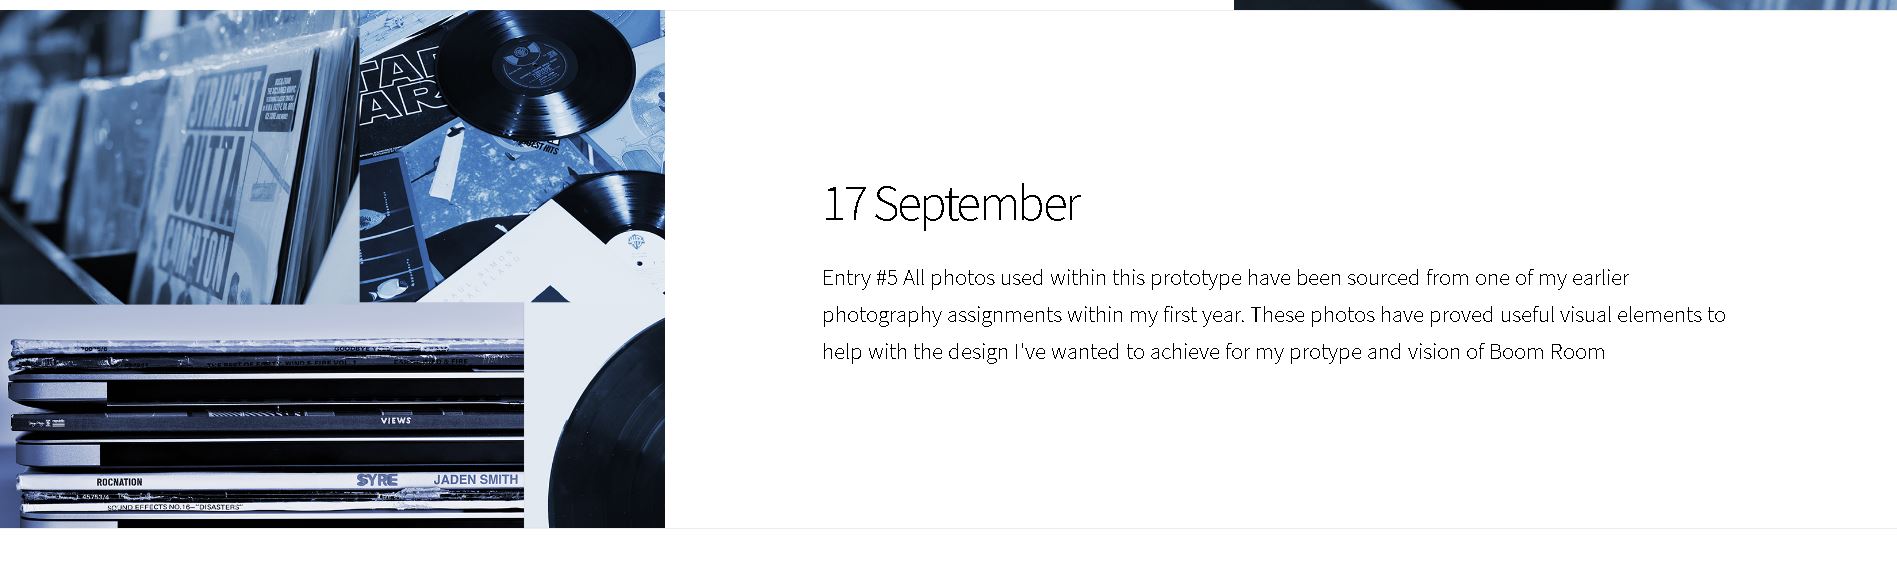 STRAIGHT
OUTTA
COMPTON
VIEWS
ROCNATION SYRE JADEN SMITH
45753/4
SOUND EFFECTS NO.16–"DISASTERS"
17 September
Entry #5 All photos used within this prototype have been sourced from one of my earlier
photography assignments within my first year. These photos have proved useful visual elements to
help with the design I've wanted to achieve for my protype and vision of Boom Room